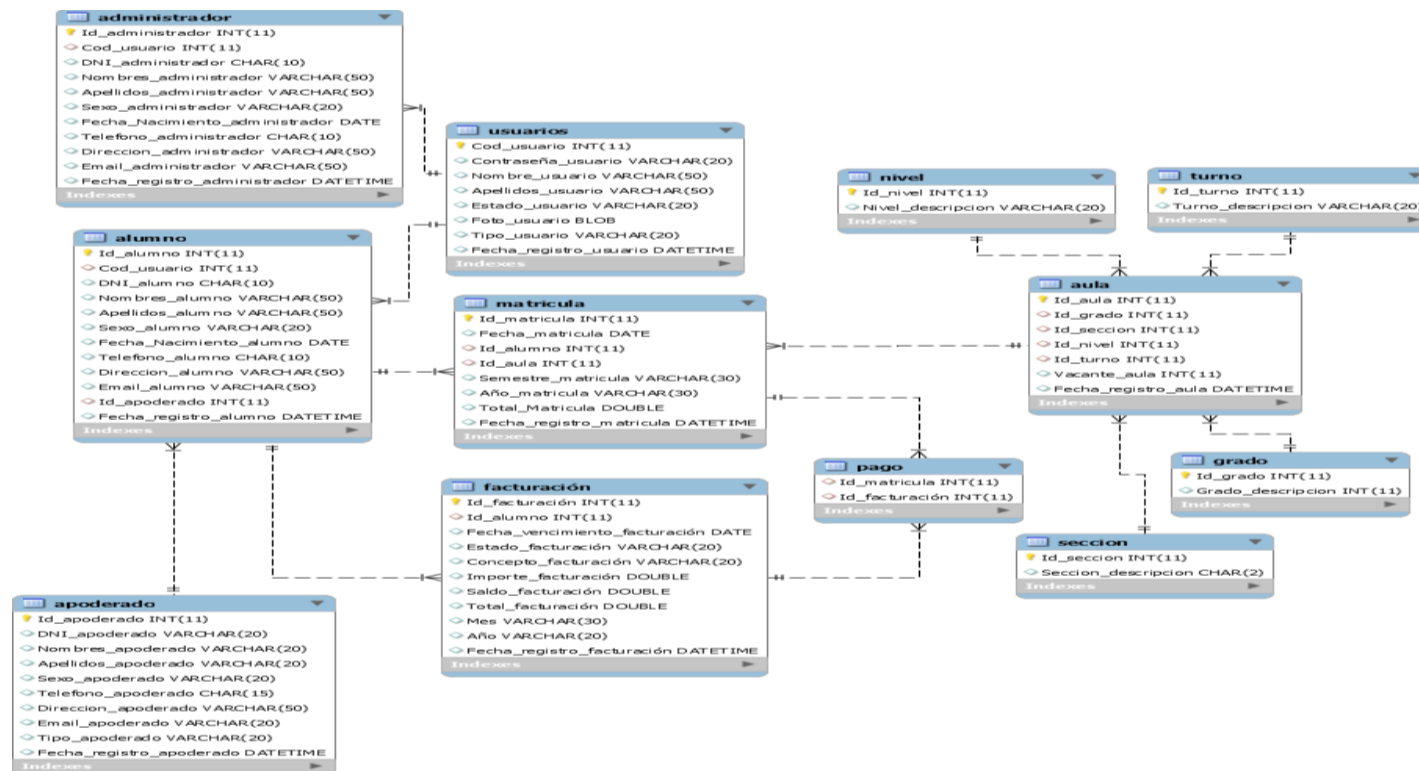 administrador
Id_administrador INT(11)
Cod_usuario INT(11)
DNI_administrador CHAR(10)
Nombres_administrador VARCHAR(50)
Apellidos_administrador VARCHAR(50)
Sexo_administrador VARCHAR(20)
Fecha_Nacimiento_administrador DATE
Telefono_administrador CHAR(10)
Direccion_administrador VARCHAR(50)
Email_administrador VARCHAR(50)
Fecha_registro_administrador DATETIME
Indexes
usuarios
Cod_usuario INT(11)
Contraseña_usuario VARCHAR(20)
Nombre_usuario VARCHAR(50)
Apellidos_usuario VARCHAR(50)
Estado_usuario VARCHAR(20)
Foto_usuario BLOB
Tipo_usuario VARCHAR(20)
Fecha_registro_usuario DATETIME
Indexes
nivel
Id_nivel INT(11)
Nivel_descripcion VARCHAR(20)
Indexes
turno
Id_turno INT(11)
Turno_descripcion VARCHAR(20)
Indexes
alumno
Id_alumno INT(11)
Cod_usuario INT(11)
DNI_alumno CHAR(10)
Nombres_alumno VARCHAR(50)
Apellidos_alumno VARCHAR(50)
Sexo_alumno VARCHAR(20)
Fecha_Nacimiento_alumno DATE
Telefono_alumno CHAR(10)
Direccion_alumno VARCHAR(50)
Email_alumno VARCHAR(50)
Id_apoderado INT(11)
Fecha_registro_alumno DATETIME
Indexes
matricula
Id_matricula INT(11)
Fecha_matricula DATE
Id_alumno INT(11)
Id_aula INT(11)
Semestre_matricula VARCHAR(30)
Año_matricula VARCHAR(30)
Total_Matricula DOUBLE
Fecha_registro_matricula DATETIME
Indexes
aula
Id_aula INT(11)
Id_grado INT(11)
Id_seccion INT(11)
Id_nivel INT(11)
Id_turno INT(11)
Vacante_aula INT(11)
Fecha_registro_aula DATETIME
Indexes
pago
Id_matricula INT(11)
Id_facturación INT(11)
Indexes
grado
Id_grado INT(11)
Grado_descripcion INT(11)
Indexes
facturación
Id_facturación INT(11)
Id_alumno INT(11)
Fecha_vencimiento_facturación DATE
Estado_facturación VARCHAR(20)
Concepto_facturación VARCHAR(20)
Importe_facturación DOUBLE
Saldo_facturación DOUBLE
Total_facturación DOUBLE
Mes VARCHAR(30)
Año VARCHAR(20)
Fecha_registro_facturación DATETIME
Indexes
seccion
Id_seccion INT(11)
Seccion_descripcion CHAR(2)
Indexes
apoderado
Id_apoderado INT(11)
DNI_apoderado VARCHAR(20)
Nombres_apoderado VARCHAR(20)
Apellidos_apoderado VARCHAR(20)
Sexo_apoderado VARCHAR(20)
Telefono_apoderado CHAR(15)
Direccion_apoderado VARCHAR(50)
Email_apoderado VARCHAR(20)
Tipo_apoderado VARCHAR(20)
Fecha_registro_apoderado DATETIME
Indexes